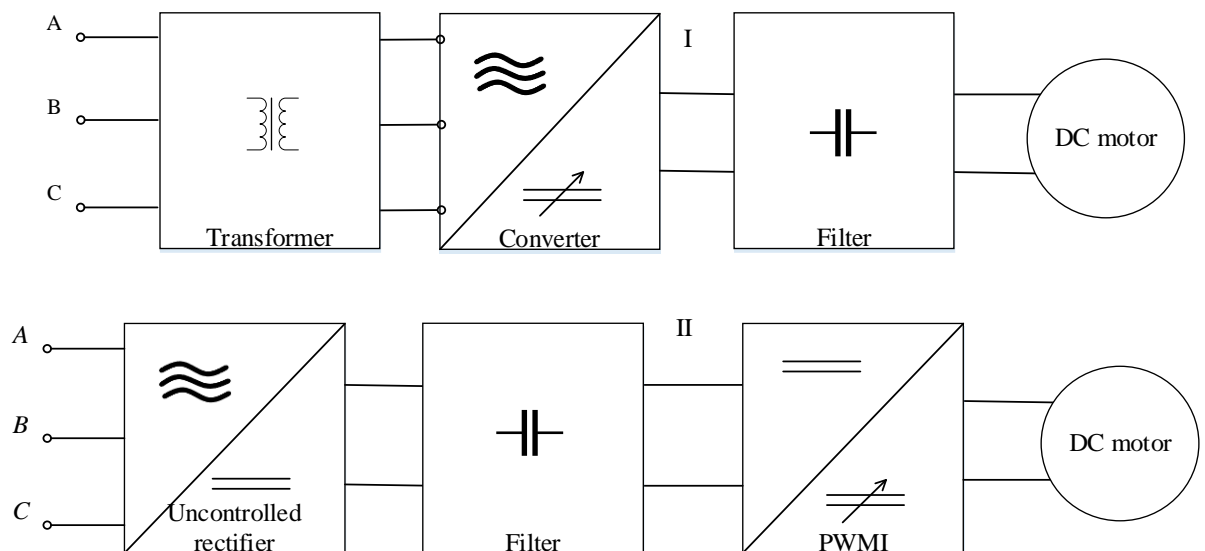 A
I
B
DC motor
C
Transformer
Converter
Filter
II
A
B
DC motor
C
Uncontrolled
rectifier
Filter
PWMI